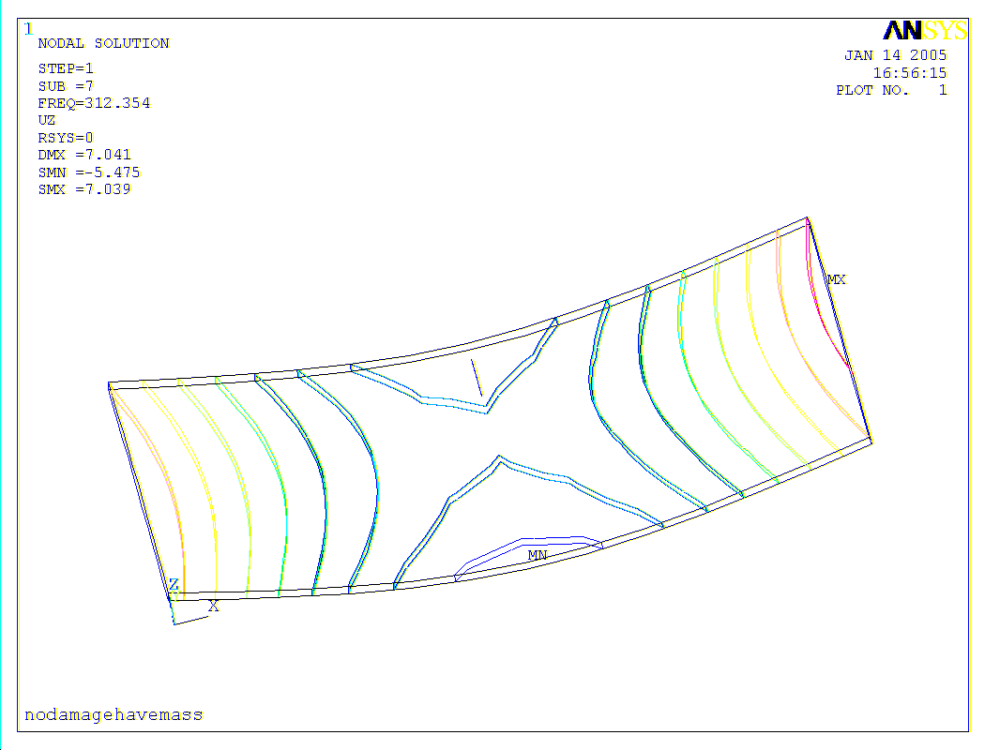 1
ANSYS
NODAL SOLUTION
JAN 14 2005
16:56:15
PLOT NO. 1
STEP=1
SUB =7
FREQ=312.354
UZ
RSYS=0
DMX =7.041
SMN =-5.475
SMX =7.039
MX
MN
Z
X
nodamagehavemass